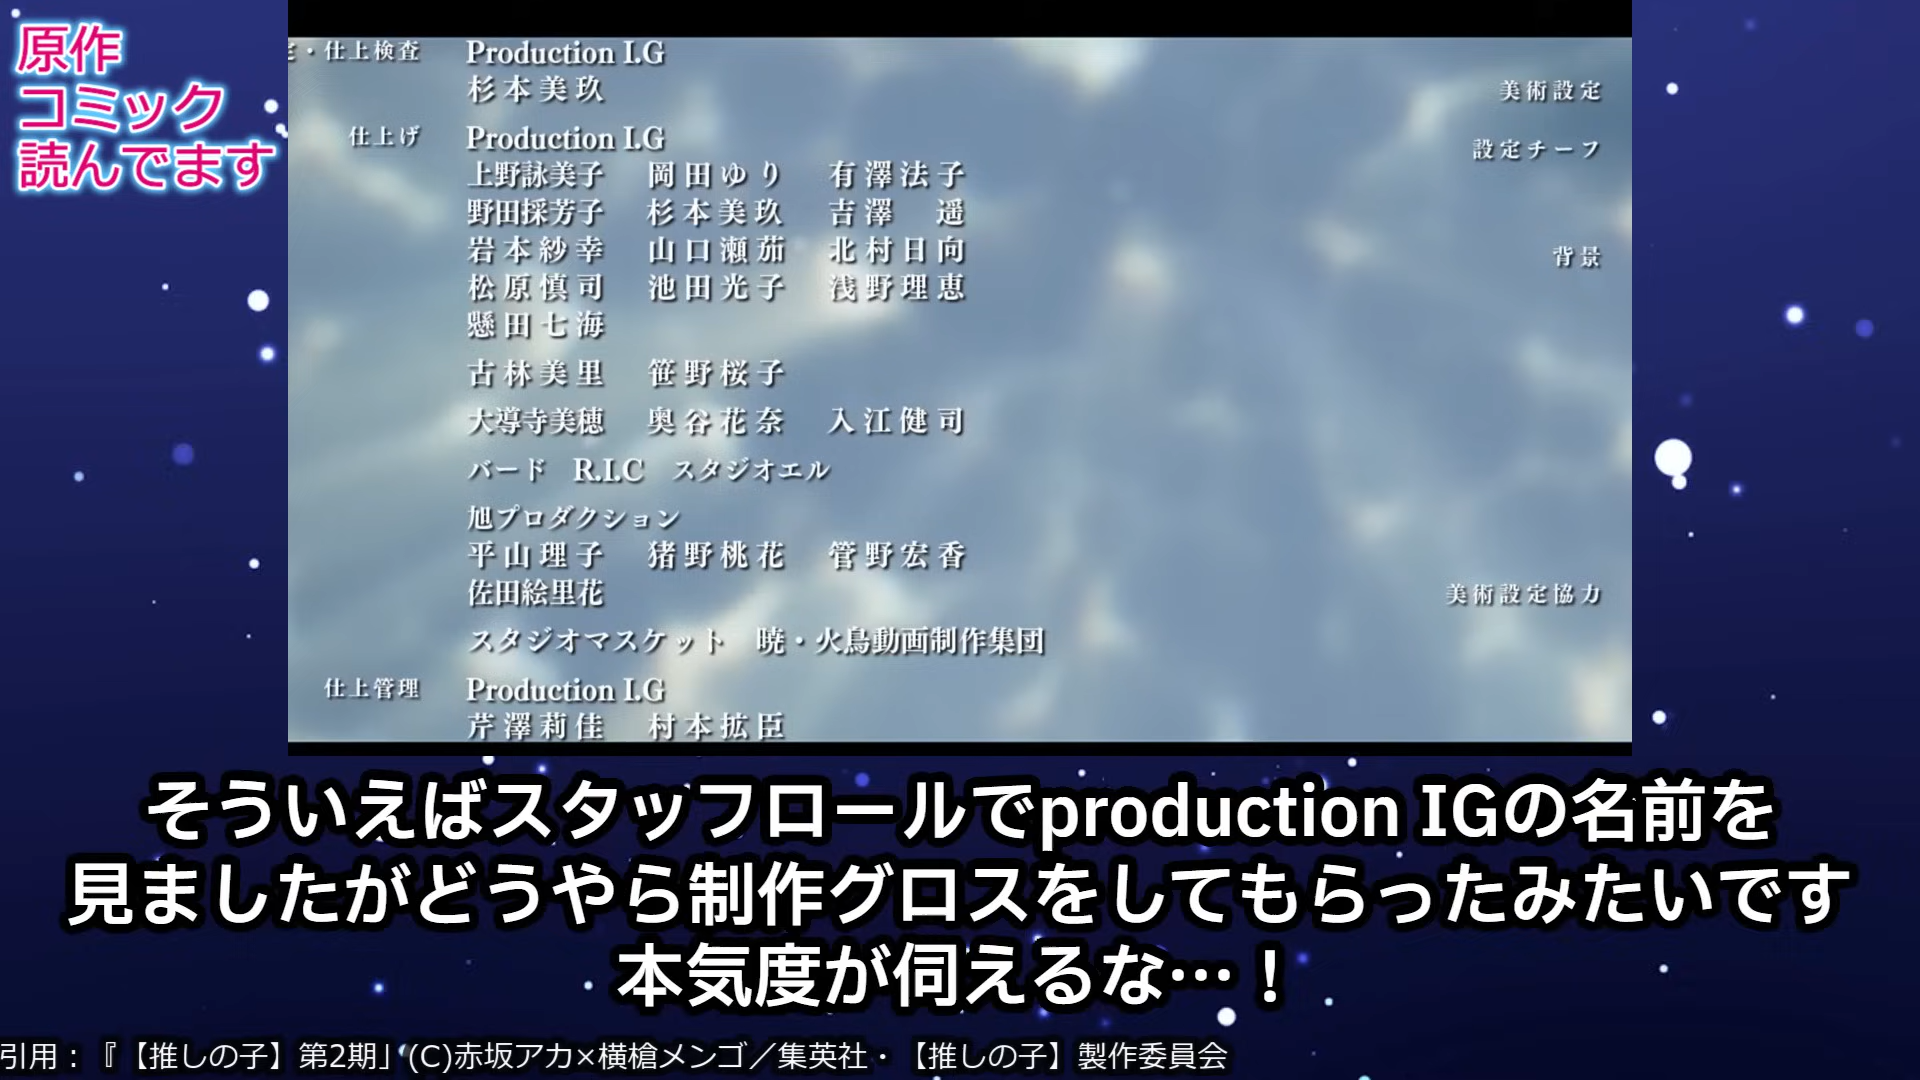 原作
コミック
読んでます
・仕上検査 Production I.G
杉本美玖
仕上げ Production I.G
上野詠美子 岡田ゆり 有澤法子
野田採芳子 杉本美玖 吉澤 遥
岩本紗幸 山口瀬茄 北村日向
松原慎司 池田光子 浅野理恵
懸田七海
古林美里 笹野桜子
大導寺美穂 奥谷花奈 入江健司
バード R.I.C スタジオエル
旭プロダクション
平山理子 猪野桃花 管野宏香
佐田絵里花
スタジオマスケット 暁・火鳥動画制作集団
仕上管理 Production I.G
芹澤莉佳 村本拡臣
美術設定
設定チーフ
背景
美術設定協力
そういえばスタッフロールでproduction IGの名前を
見ましたがどうやら制作グロスをしてもらったみたいです
本気度が伺えるな…！
引用：『【推しの子】第2期」(C)赤坂アカ×横槍メンゴ／集英社・【推しの子】製作委員会